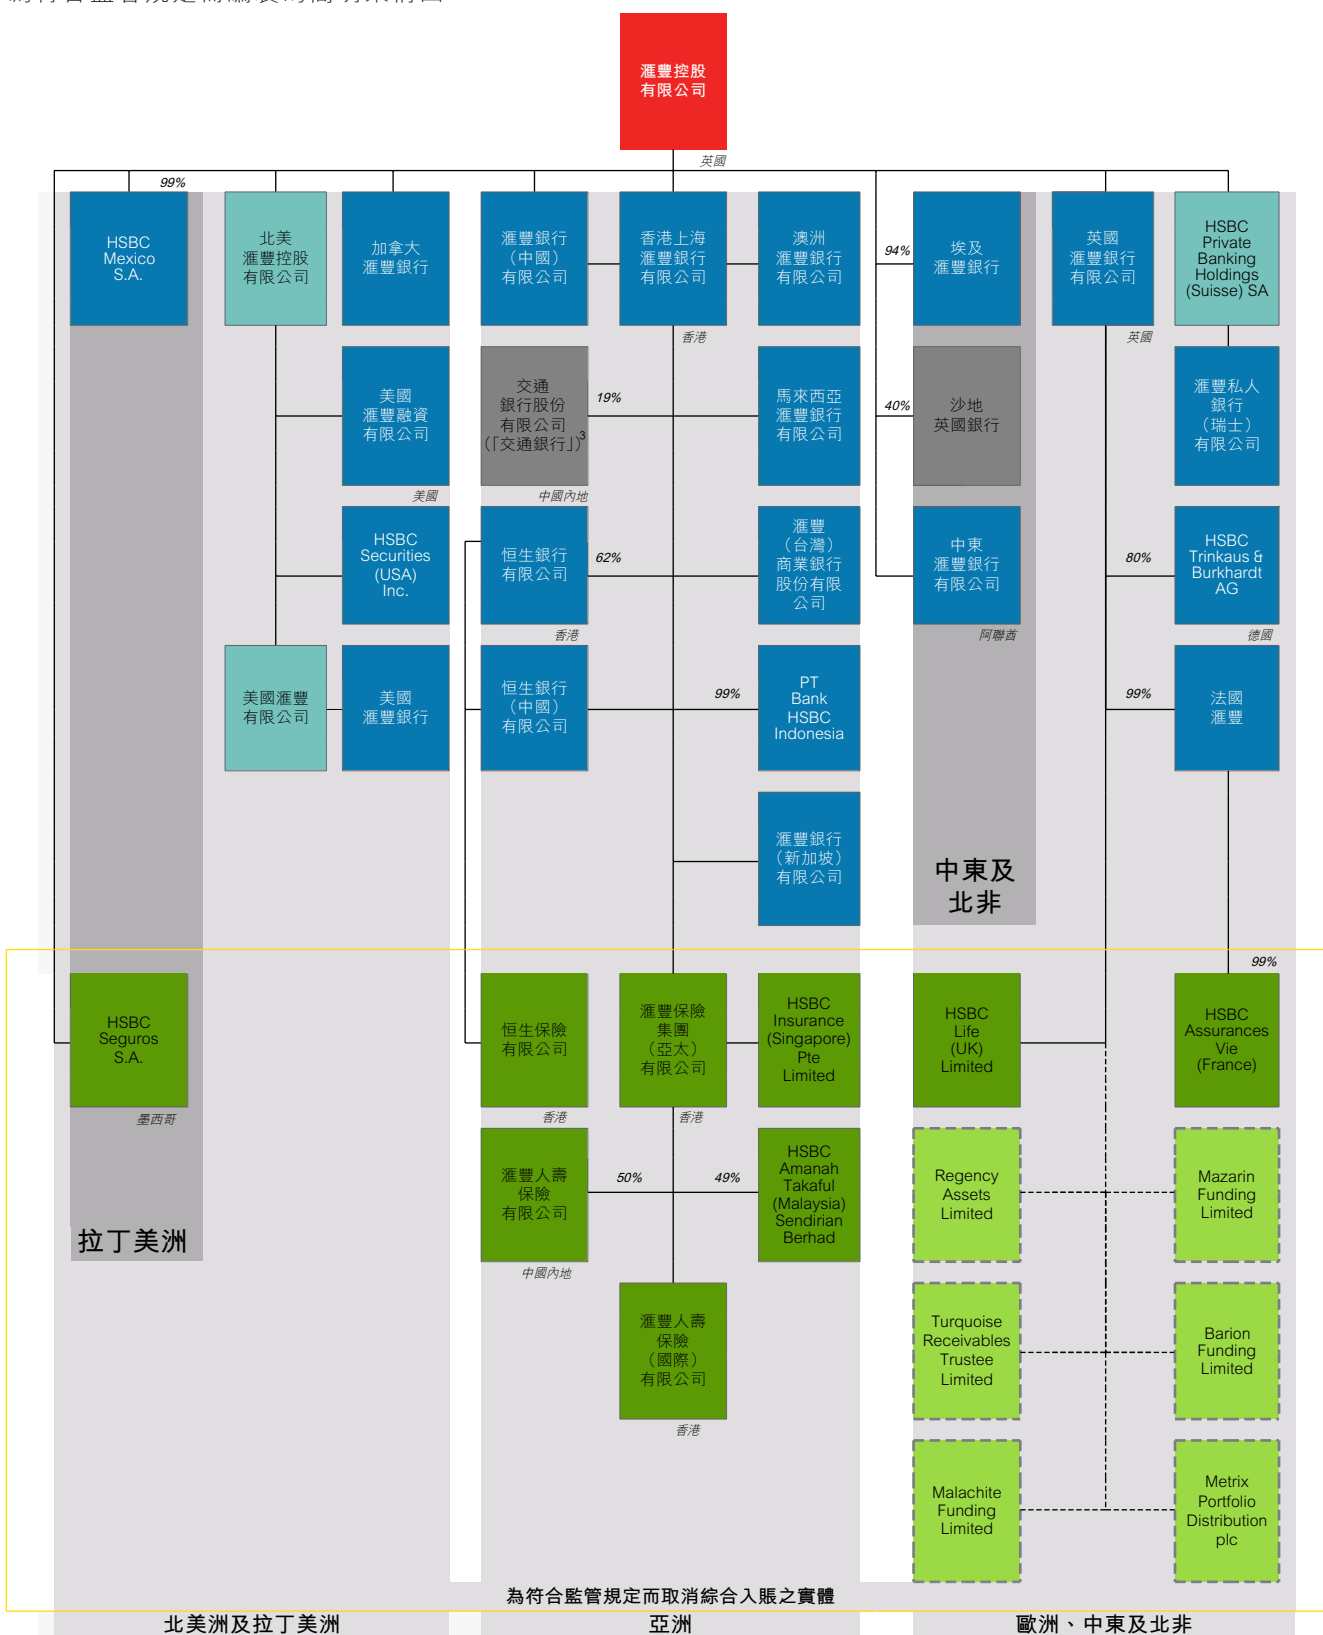 滙豐控股
有限公司
英國
99%
HSBC
Mexico
S.A.
北美
滙豐控股
有限公司
加拿大
滙豐銀行
滙豐銀行
（中國）
有限公司
香港上海
滙豐銀行
有限公司
香港
澳洲
滙豐銀行
有限公司
94%
埃及
滙豐銀行
英國
滙豐銀行
有限公司
英國
HSBC
Private
Banking
Holdings
(Suisse) SA
美國
滙豐融資
有限公司
美國
交通
銀行股份
有限公司
（「交通銀行」）3
中國內地
19%
馬來西亞
滙豐銀行
有限公司
40%
沙地
英國銀行
滙豐私人
銀行
（瑞士）
有限公司
HSBC
Securities
(USA)
Inc.
恒生銀行
有限公司
香港
62%
滙豐
（台灣）
商業銀行
股份有限
公司
中東
滙豐銀行
有限公司
阿聯酋
80%
HSBC
Trinkaus &
Burkhardt
AG
德國
美國滙豐
有限公司
美國
滙豐銀行
恒生銀行
（中國）
有限公司
99%
PT
Bank
HSBC
Indonesia
99%
法國
滙豐
滙豐銀行
（新加坡）
有限公司
中東及
北非
99%
HSBC
Seguros
S.A.
墨西哥
恒生保險
有限公司
香港
滙豐保險
集團
（亞太）
有限公司
香港
HSBC
Insurance
(Singapore)
Pte
Limited
HSBC
Life
(UK)
Limited
HSBC
Assurances
Vie
(France)
拉丁美洲
滙豐人壽
保險
有限公司
中國內地
50%
49%
HSBC
Amanah
Takaful
(Malaysia)
Sendirian
Berhad
Regency
Assets
Limited
Mazarin
Funding
Limited
滙豐人壽
保險
（國際）
有限公司
香港
Turquoise
Receivables
Trustee
Limited
Barion
Funding
Limited
Malachite
Funding
Limited
Metrix
Portfolio
Distribution
plc
為符合監管規定而取消綜合入賬之實體
北美洲及拉丁美洲
亞洲
歐洲、中東及北非